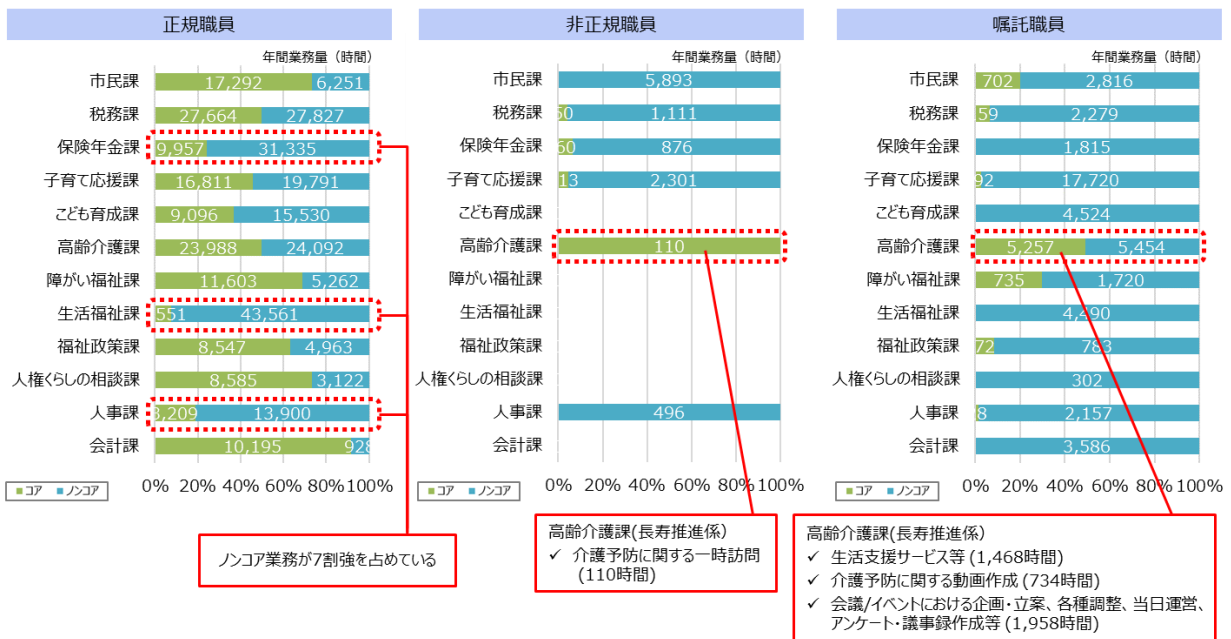 正規職員
年間業務量（時間）
市民課 17,292 6,251
税務課 27,664 27,827
保険年金課 9,957 31,335
子育て応援課 16,811 19,791
こども育成課 9,096 15,530
高齢介護課 23,988 24,092
障がい福祉課 11,603 5,262
生活福祉課 551 43,561
福祉政策課 8,547 4,963
人権くらしの相談課 8,585 3,122
人事課 3,209 13,900
会計課 10,195 928
コア ノンコア
0% 20% 40% 60% 80% 100%
ノンコア業務が7割強を占めている
非正規職員
年間業務量（時間）
市民課 5,893
税務課 50 1,111
保険年金課 60 876
子育て応援課 113 2,301
こども育成課
高齢介護課 110
障がい福祉課
生活福祉課
福祉政策課
人権くらしの相談課
人事課 496
会計課
コア ノンコア
0% 20% 40% 60% 80% 100%
高齢介護課(長寿推進係)
✓ 介護予防に関する一時訪問
(110時間)
嘱託職員
年間業務量（時間）
市民課 702 2,816
税務課 159 2,279
保険年金課 1,815
子育て応援課 92 17,720
こども育成課 4,524
高齢介護課 5,257 5,454
障がい福祉課 735 1,720
生活福祉課 4,490
福祉政策課 72 783
人権くらしの相談課 302
人事課 8 2,157
会計課 3,586
コア ノンコア
0% 20% 40% 60% 80% 100%
高齢介護課(長寿推進係)
✓ 生活支援サービス等 (1,468時間)
✓ 介護予防に関する動画作成 (734時間)
✓ 会議/イベントにおける企画・立案、各種調整、当日運営、
アンケート・議事録作成等 (1,958時間)